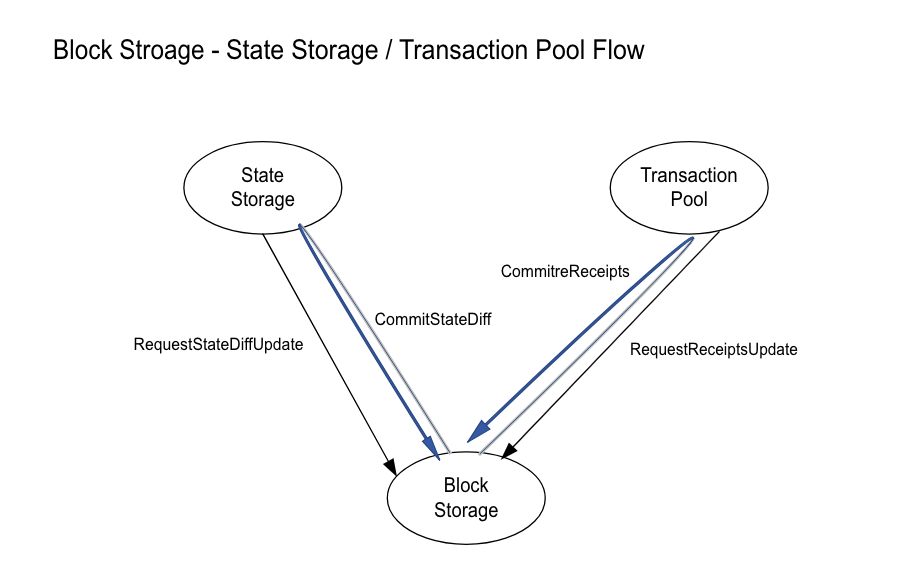 Block Stroage - State Storage / Transaction Pool Flow
State
Storage
Transaction
Pool
CommitreReceipts
CommitStateDiff
RequestStateDiffUpdate
RequestReceiptsUpdate
Block
Storage